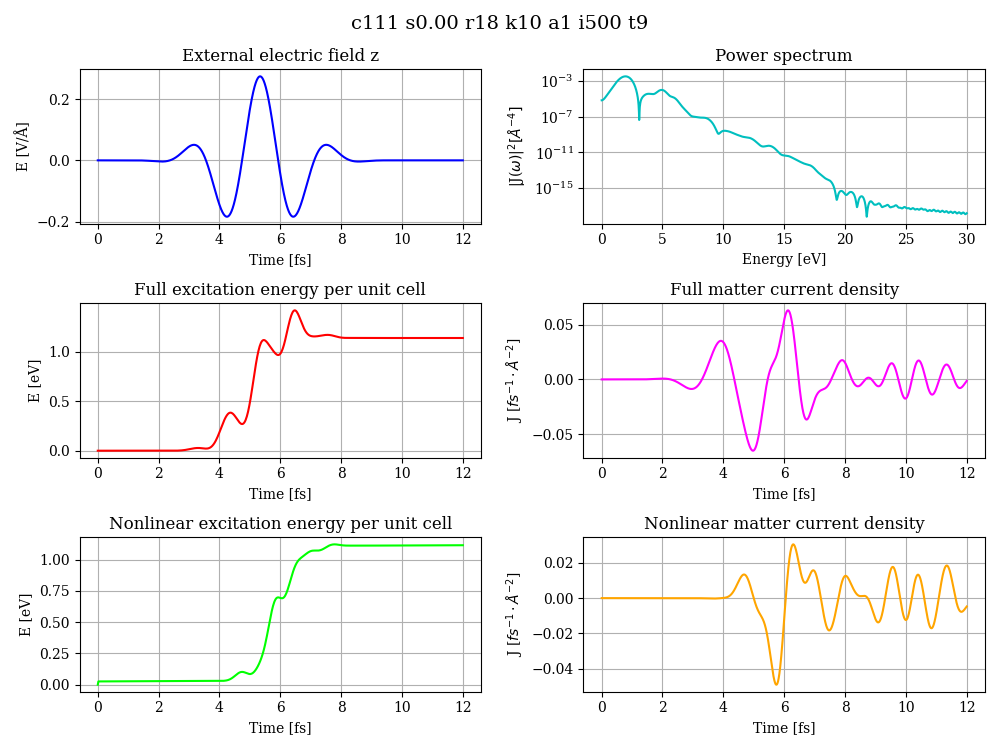 c111 s0.00 r18 k10 a1 i500 t9
External electric field z
E [V/Å]
0.2
0.0
−0.2
0 2 4 6 8 10 12
Time [fs]
Power spectrum
|J(ω)|² [Å⁻⁴]
10⁻³
10⁻⁷
10⁻¹¹
10⁻¹⁵
0 5 10 15 20 25 30
Energy [eV]
Full excitation energy per unit cell
E [eV]
1.0
0.5
0.0
0 2 4 6 8 10 12
Time [fs]
Full matter current density
J [fs⁻¹ · Å⁻²]
0.05
0.00
−0.05
0 2 4 6 8 10 12
Time [fs]
Nonlinear excitation energy per unit cell
E [eV]
1.00
0.75
0.50
0.25
0.00
0 2 4 6 8 10 12
Time [fs]
Nonlinear matter current density
J [fs⁻¹ · Å⁻²]
0.02
0.00
−0.02
−0.04
0 2 4 6 8 10 12
Time [fs]